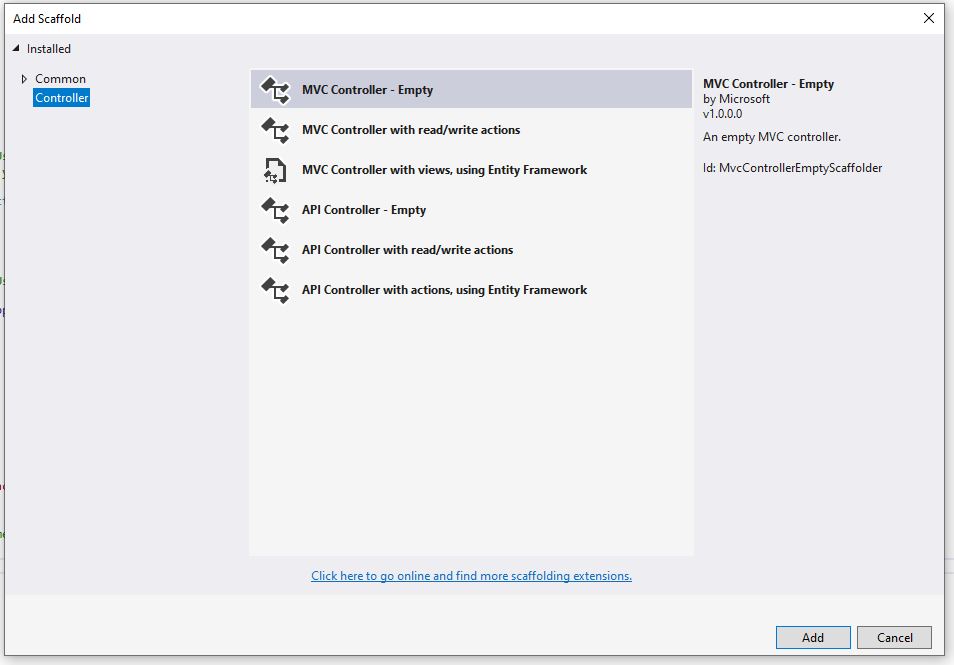 Add Scaffold
Installed
Common
Controller
MVC Controller - Empty
MVC Controller with read/write actions
MVC Controller with views, using Entity Framework
API Controller - Empty
API Controller with read/write actions
API Controller with actions, using Entity Framework
MVC Controller - Empty
by Microsoft
v1.0.0.0
An empty MVC controller.
Id: MvcControllerEmptyScaffolder
Click here to go online and find more scaffolding extensions.
Add
Cancel